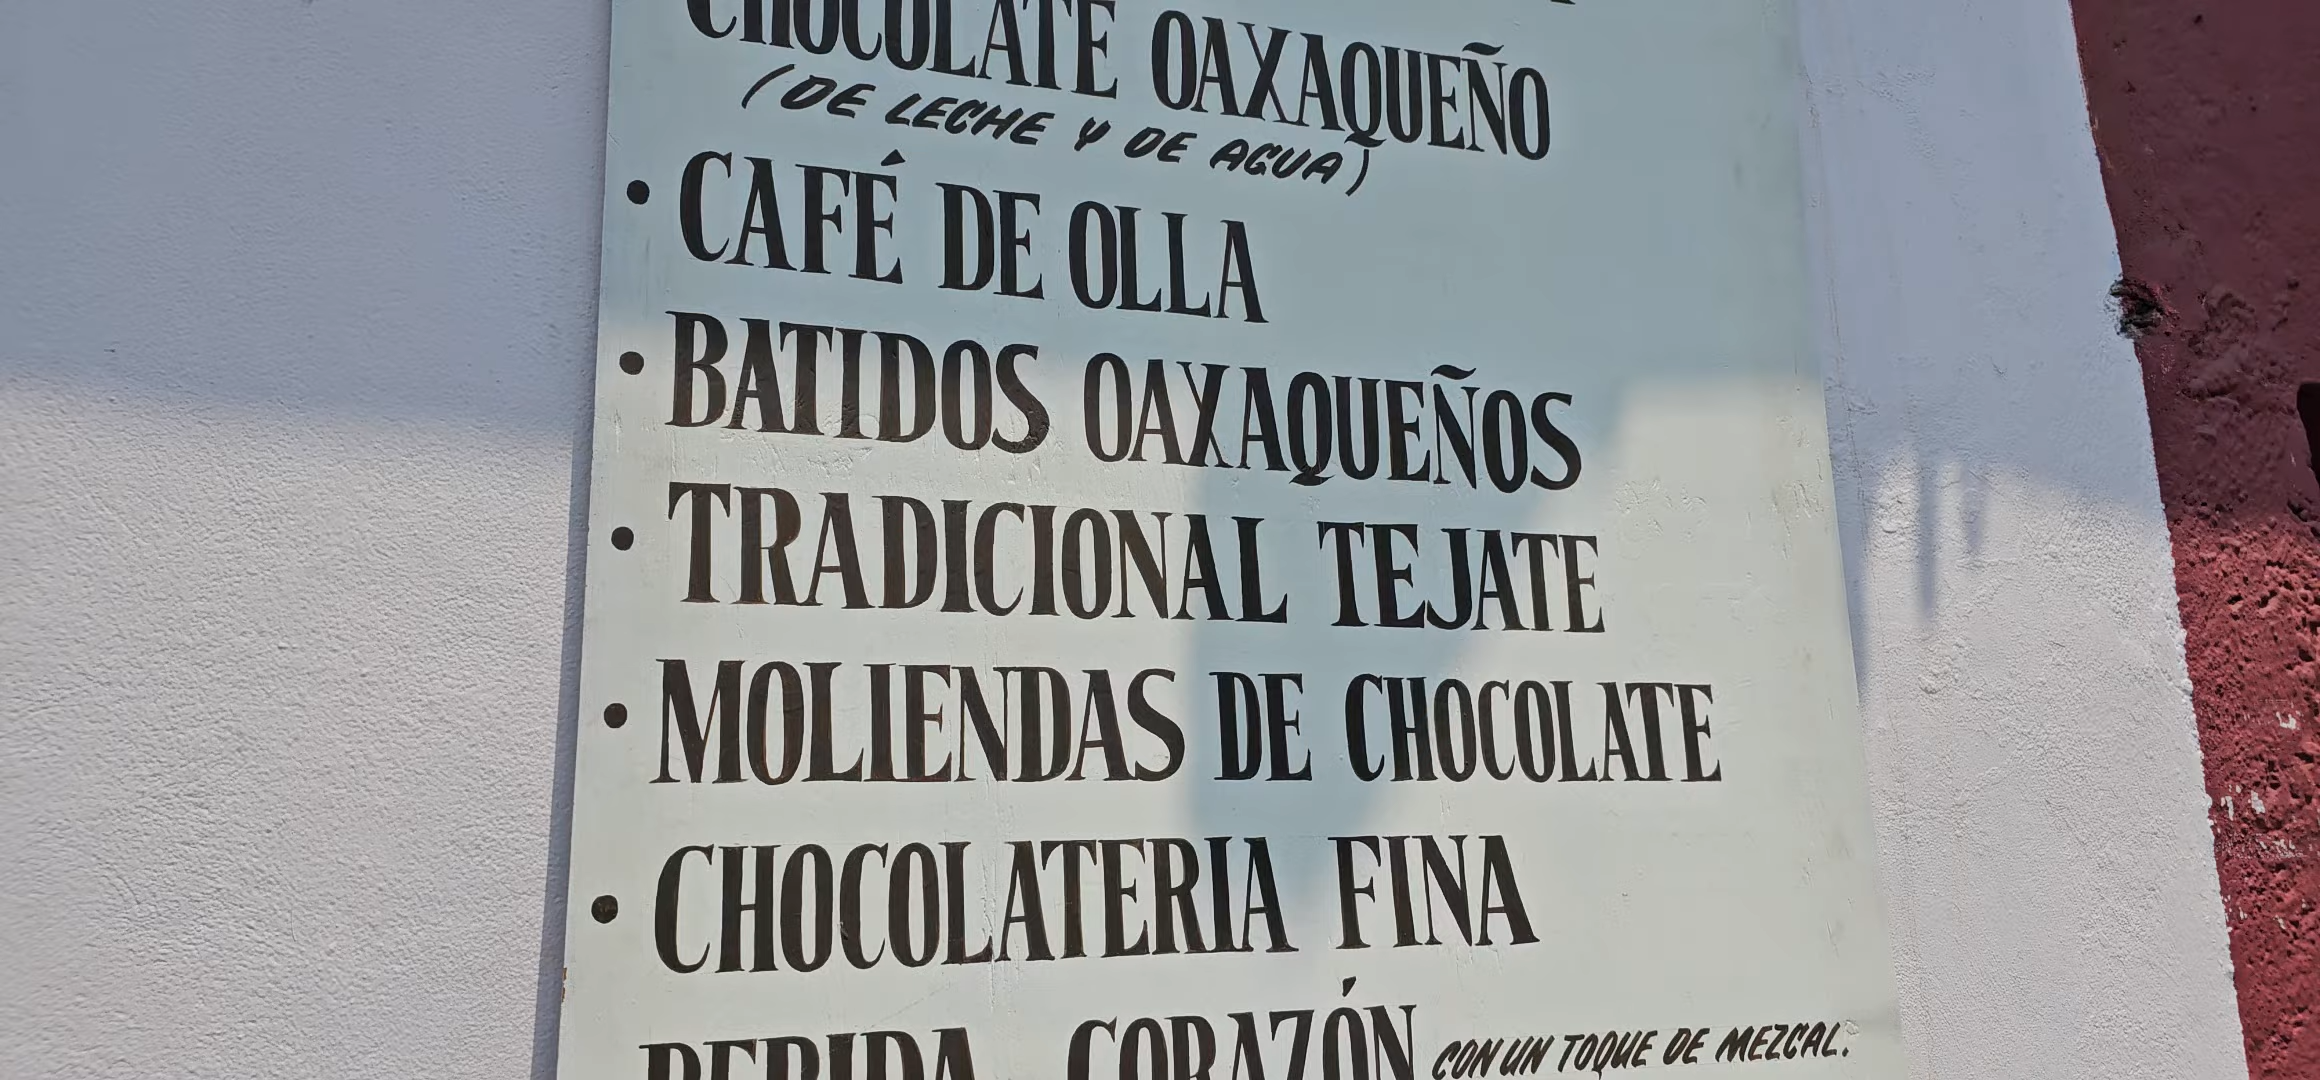 CHOCOLATE OAXAQUEÑO
(DE LECHE Y DE AGUA)
• CAFÉ DE OLLA
• BATIDOS OAXAQUEÑOS
• TRADICIONAL TEJATE
• MOLIENDAS DE CHOCOLATE
• CHOCOLATERIA FINA
BEBIDA CORAZÓN CON UN TOQUE DE MEZCAL.